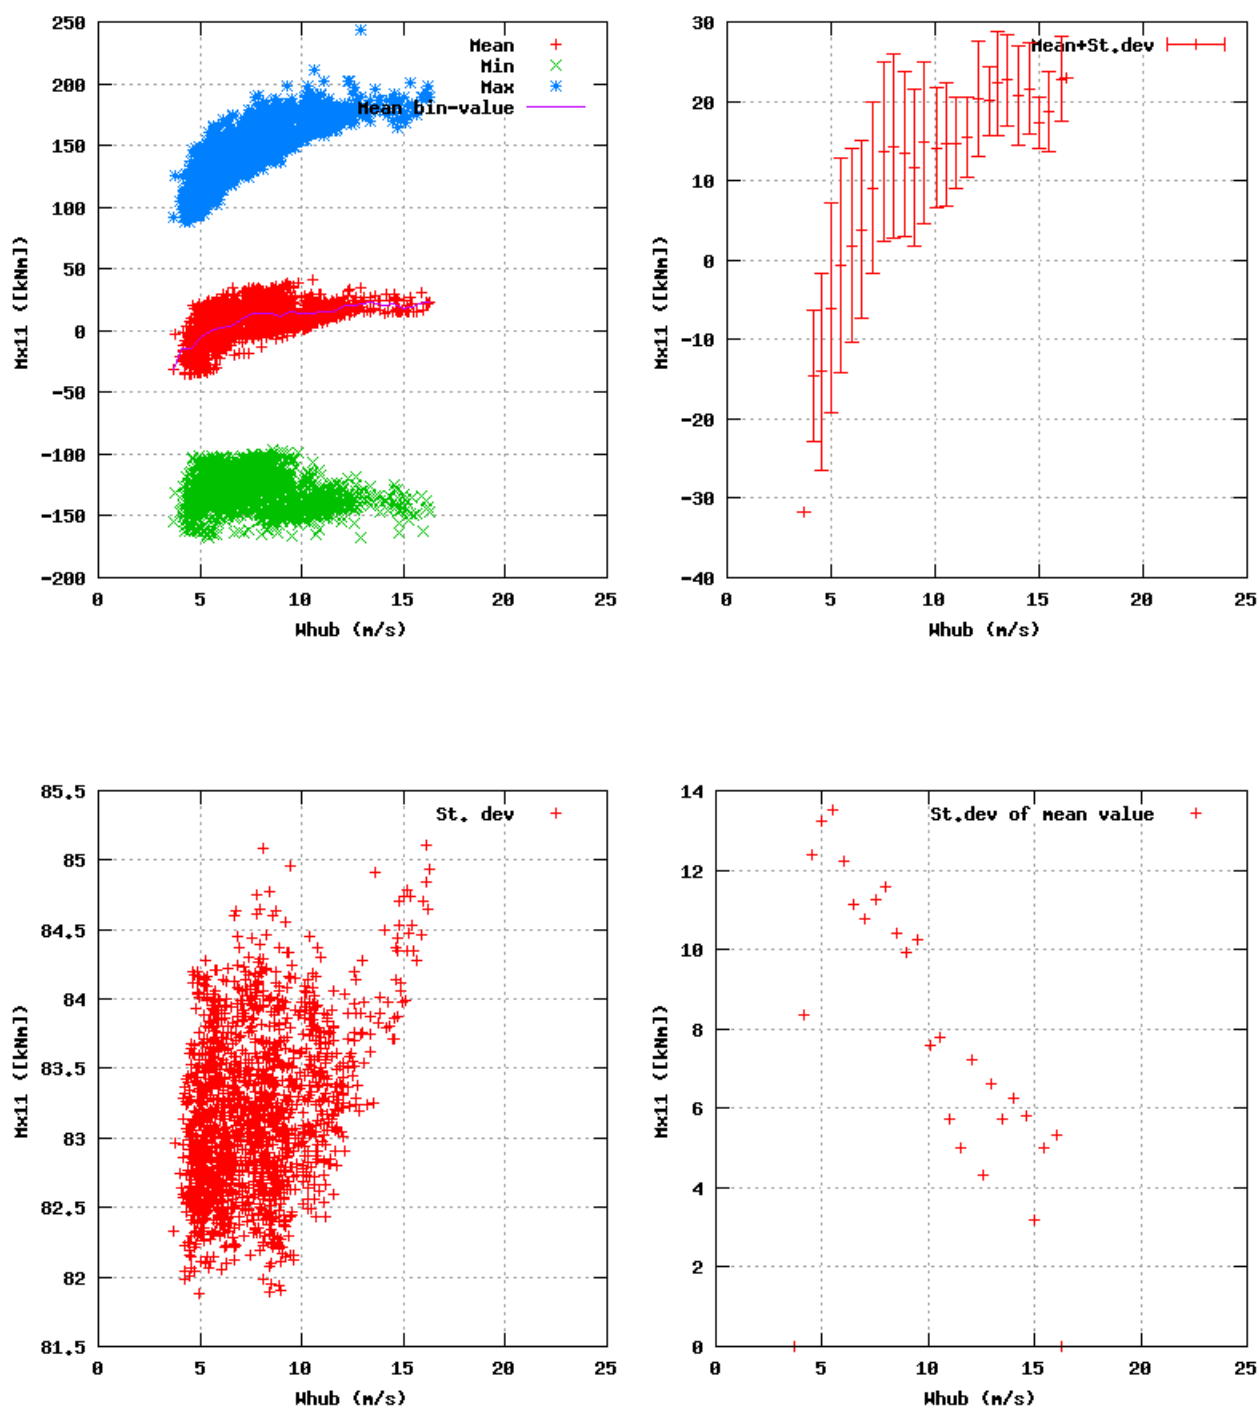 250
200
150
100
50
0
-50
-100
-150
-200
Mx11 ([kNm])
Mean
Min
Max
Mean bin-value
0 5 10 15 20 25
Whub (m/s)
30
20
10
0
-10
-20
-30
-40
Mx11 ([kNm])
Mean+St.dev
0 5 10 15 20 25
Whub (m/s)
85.5
85
84.5
84
83.5
83
82.5
82
81.5
Mx11 ([kNm])
St. dev
0 5 10 15 20 25
Whub (m/s)
14
12
10
8
6
4
2
0
Mx11 ([kNm])
St.dev of mean value
0 5 10 15 20 25
Whub (m/s)